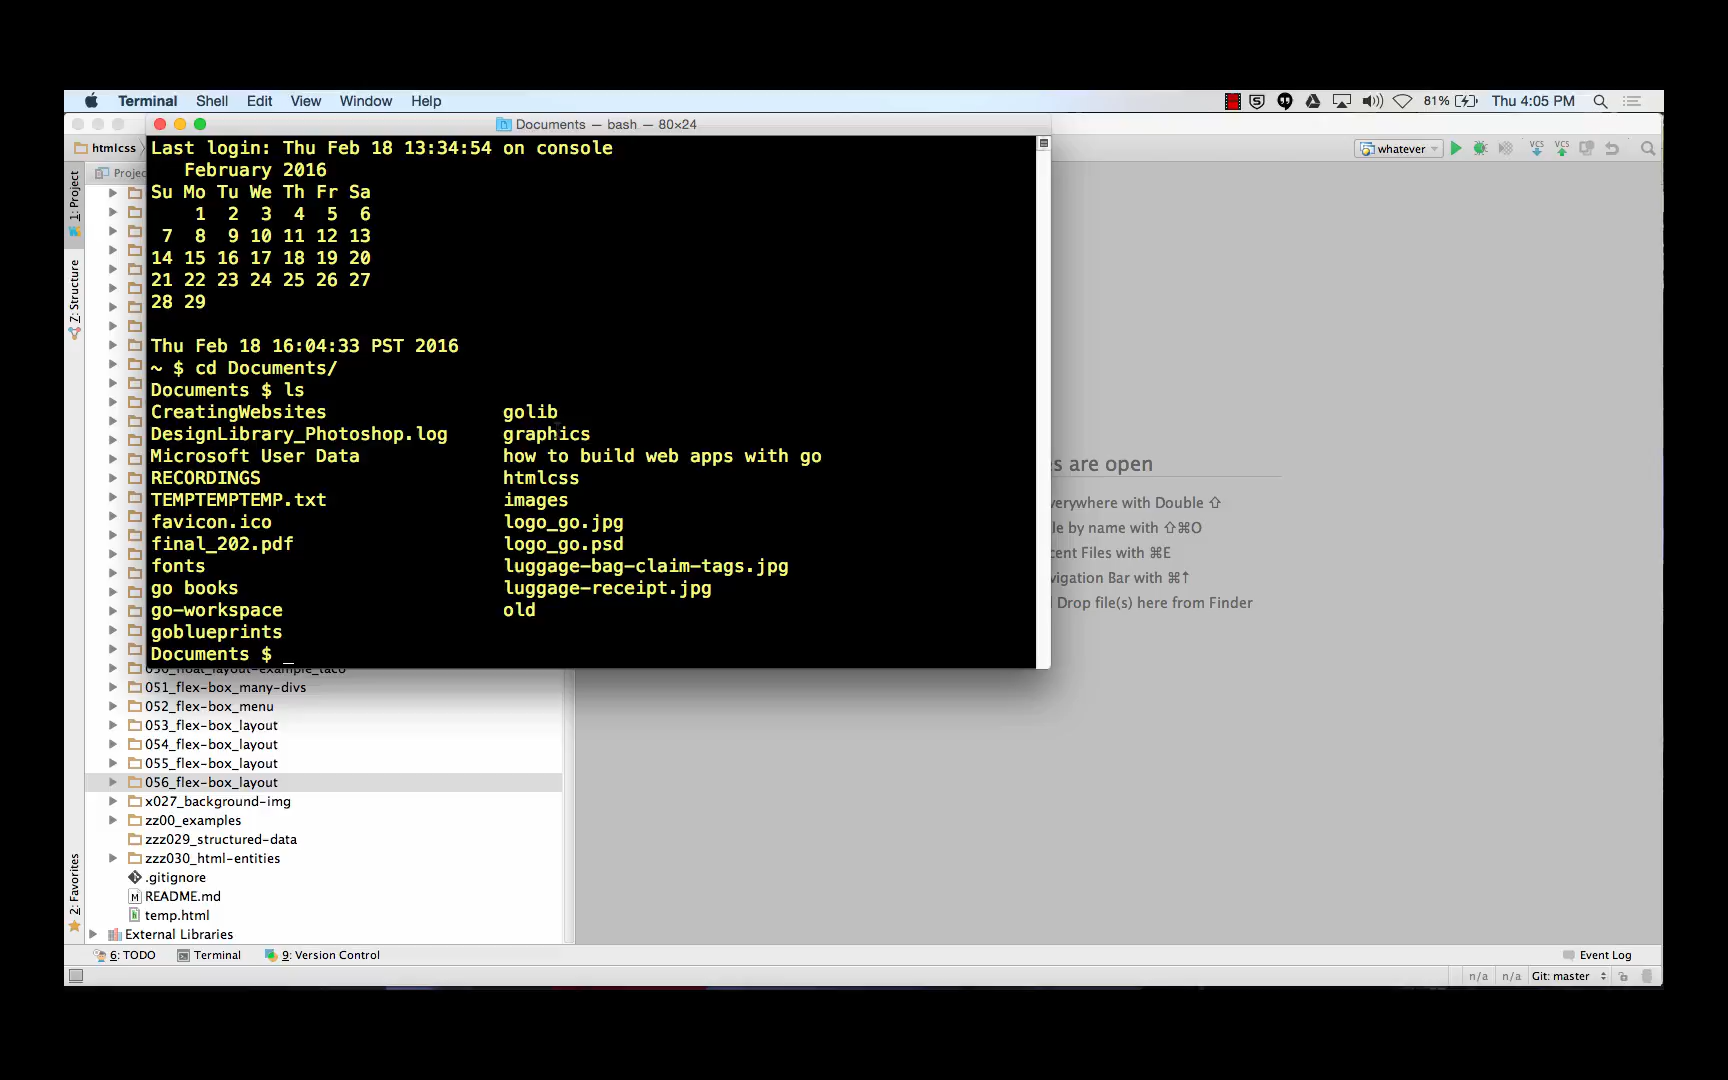 Terminal Shell Edit View Window Help 81% Thu 4:05 PM
Documents — bash — 80×24
htmlcss
whatever
Last login: Thu Feb 18 13:34:54 on console
February 2016
Su Mo Tu We Th Fr Sa
1 2 3 4 5 6
7 8 9 10 11 12 13
14 15 16 17 18 19 20
21 22 23 24 25 26 27
28 29
Thu Feb 18 16:04:33 PST 2016
~ $ cd Documents/
Documents $ ls
CreatingWebsites golib
DesignLibrary_Photoshop.log graphics
Microsoft User Data how to build web apps with go
RECORDINGS htmlcss
TEMPTEMPTEMP.txt images
favicon.ico logo_go.jpg
final_202.pdf logo_go.psd
fonts luggage-bag-claim-tags.jpg
go books luggage-receipt.jpg
go-workspace old
goblueprints
Documents $ _
1: Project
Projec
Z: Structure
2: Favorites
s are open
verywhere with Double ⇧
le by name with ⇧⌘O
cent Files with ⌘E
vigation Bar with ⌘↑
Drop file(s) here from Finder
051_flex-box_many-divs
052_flex-box_menu
053_flex-box_layout
054_flex-box_layout
055_flex-box_layout
056_flex-box_layout
x027_background-img
zz00_examples
zzz029_structured-data
zzz030_html-entities
.gitignore
README.md
temp.html
External Libraries
6: TODO Terminal 9: Version Control Event Log
n/a n/a Git: master